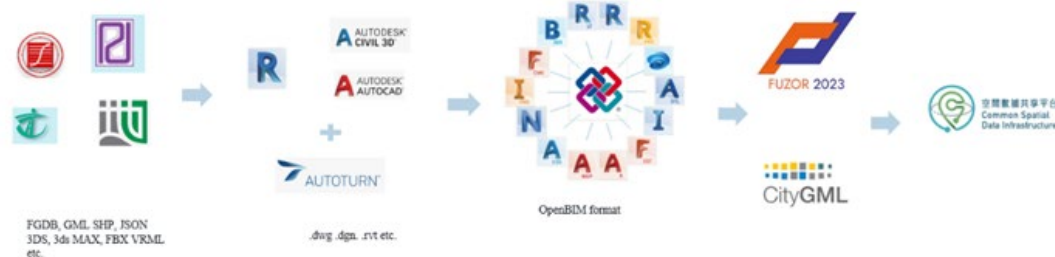 FGDB, GML SHP, JSON
3DS, 3ds MAX, FBX VRML
etc.
R
AUTODESK®
CIVIL 3D®
A
AUTODESK®
AUTOCAD®
A
+
AUTOTURN®
.dwg .dgn. .rvt etc.
B
R
R
R
A
I
F
A
A
A
A
N
I
F
OpenBIM format
FUZOR 2023
CityGML
空間數據共享平台
Common Spatial
Data Infrastructure